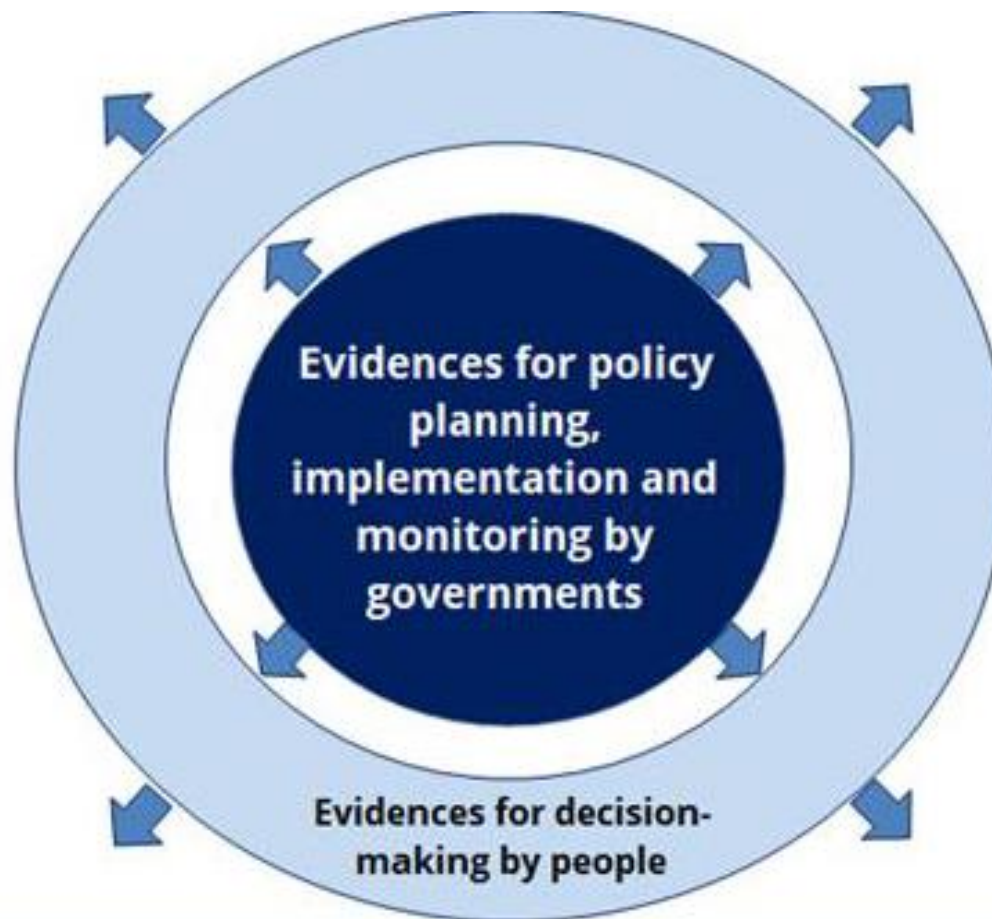 Evidences for policy
planning,
implementation and
monitoring by
governments
Evidences for decision-
making by people